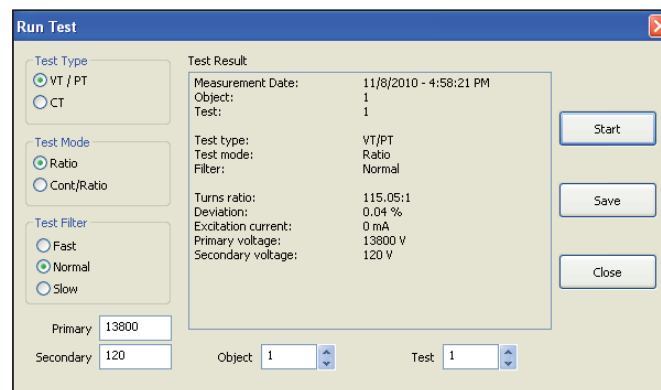 Run Test
Test Type
VT / PT
CT
Test Mode
Ratio
Cont/Ratio
Test Filter
Fast
Normal
Slow
Primary 13800
Secondary 120
Test Result
Measurement Date: 11/8/2010 - 4:58:21 PM
Object: 1
Test: 1
Test type: VT/PT
Test mode: Ratio
Filter: Normal
Turns ratio: 115.05:1
Deviation: 0.04 %
Excitation current: 0 mA
Primary voltage: 13800 V
Secondary voltage: 120 V
Object 1
Test 1
Start
Save
Close